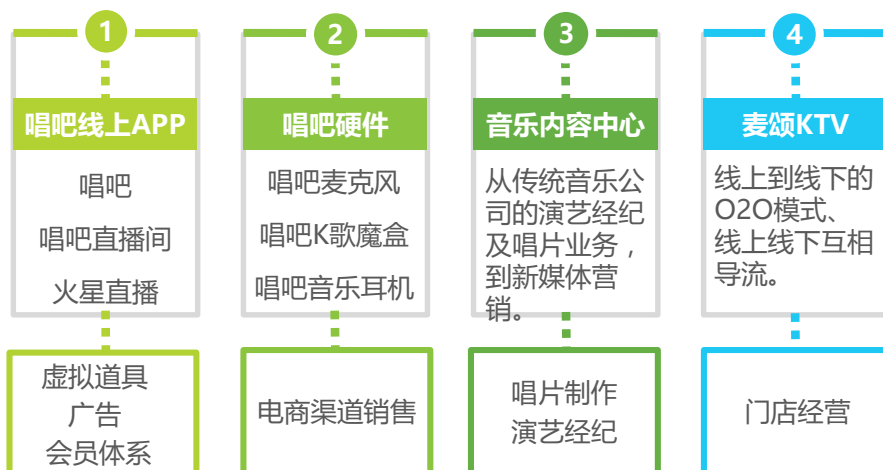 1
唱吧线上APP
唱吧
唱吧直播间
火星直播
虚拟道具
广告
会员体系
2
唱吧硬件
唱吧麦克风
唱吧K歌魔盒
唱吧音乐耳机
电商渠道销售
3
音乐内容中心
从传统音乐公
司的演艺经纪
及唱片业务，
到新媒体营
销。
唱片制作
演艺经纪
4
麦颂KTV
线上到线下的
O2O模式、
线上线下互相
导流。
门店经营